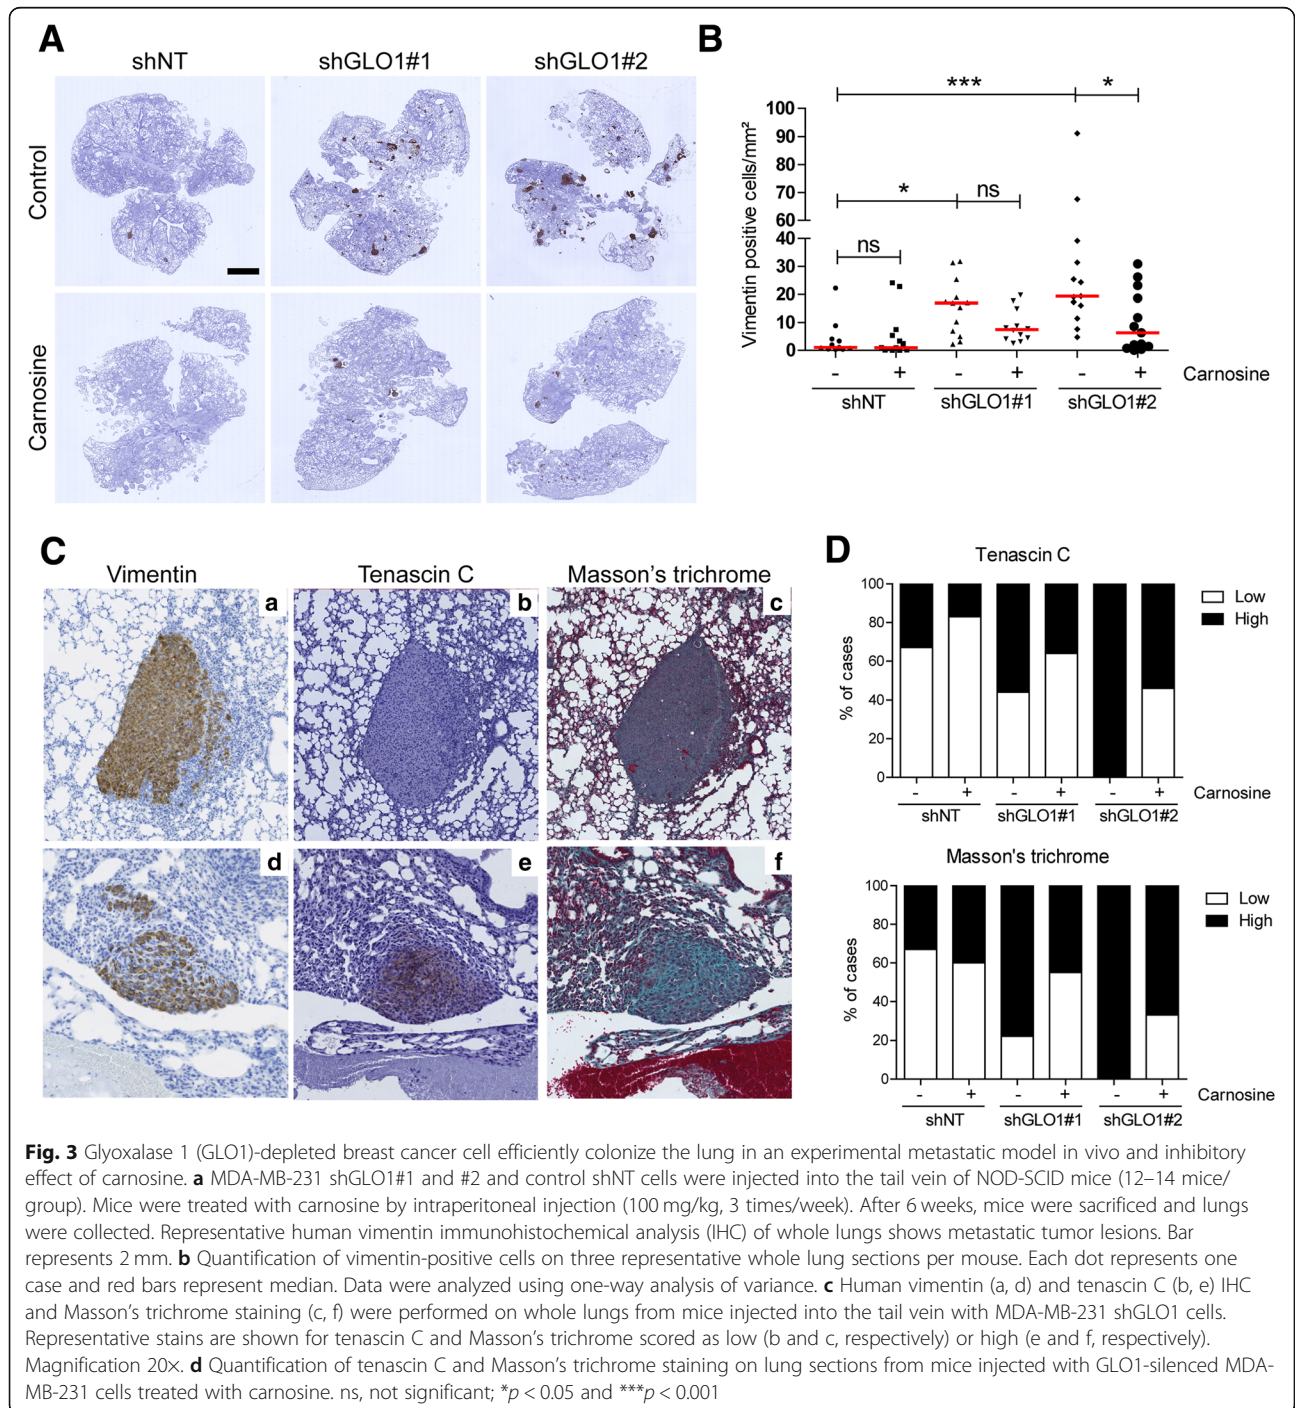 A
shNT shGLO1#1 shGLO1#2
Control
Carnosine
B
*** *
* ns
ns
Vimentin positive cells/mm²
100
90
80
70
60
40
30
20
10
0
- + - + - + Carnosine
shNT shGLO1#1 shGLO1#2
C
Vimentin Tenascin C Masson's trichrome
a b c
d e f
D
Tenascin C
% of cases
100
80
60
40
20
0
Low
High
- + - + - + Carnosine
shNT shGLO1#1 shGLO1#2
Masson's trichrome
% of cases
100
80
60
40
20
0
Low
High
- + - + - + Carnosine
shNT shGLO1#1 shGLO1#2
Fig. 3 Glyoxalase 1 (GLO1)-depleted breast cancer cell efficiently colonize the lung in an experimental metastatic model in vivo and inhibitory
effect of carnosine. a MDA-MB-231 shGLO1#1 and #2 and control shNT cells were injected into the tail vein of NOD-SCID mice (12–14 mice/
group). Mice were treated with carnosine by intraperitoneal injection (100 mg/kg, 3 times/week). After 6 weeks, mice were sacrificed and lungs
were collected. Representative human vimentin immunohistochemical analysis (IHC) of whole lungs shows metastatic tumor lesions. Bar
represents 2 mm. b Quantification of vimentin-positive cells on three representative whole lung sections per mouse. Each dot represents one
case and red bars represent median. Data were analyzed using one-way analysis of variance. c Human vimentin (a, d) and tenascin C (b, e) IHC
and Masson's trichrome staining (c, f) were performed on whole lungs from mice injected into the tail vein with MDA-MB-231 shGLO1 cells.
Representative stains are shown for tenascin C and Masson's trichrome scored as low (b and c, respectively) or high (e and f, respectively).
Magnification 20×. d Quantification of tenascin C and Masson's trichrome staining on lung sections from mice injected with GLO1-silenced MDA-
MB-231 cells treated with carnosine. ns, not significant; *p < 0.05 and ***p < 0.001